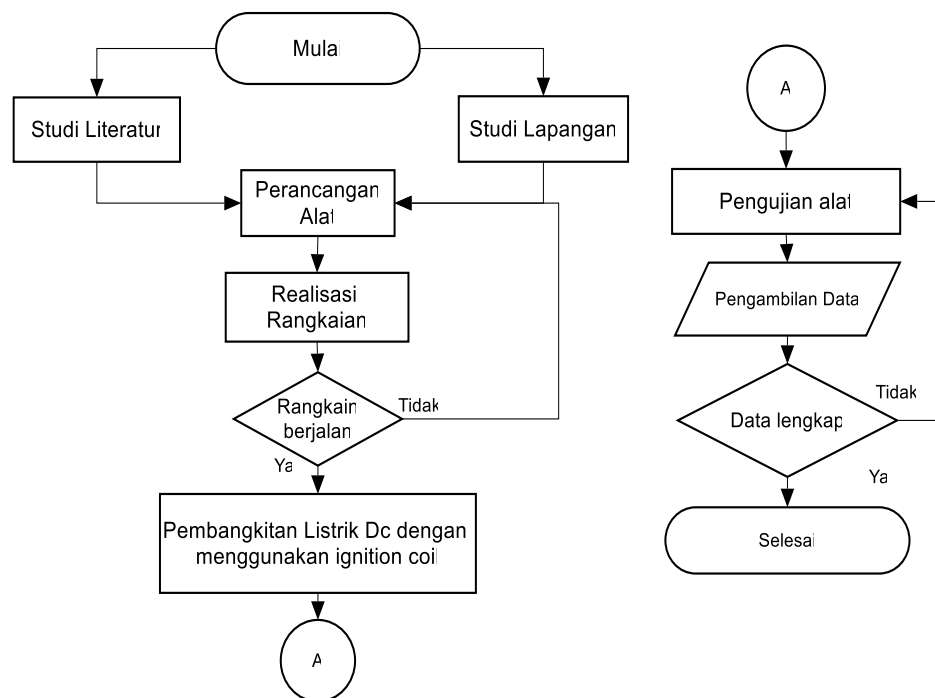 Mulai
Studi Literatur
Studi Lapangan
Perancangan
Alat
Realisasi
Rangkaian
Rangkain
berjalan
Tidak
Ya
Pembangkitan Listrik Dc dengan
menggunakan ignition coil
A
A
Pengujian alat
Pengambilan Data
Data lengkap
Tidak
Ya
Selesai